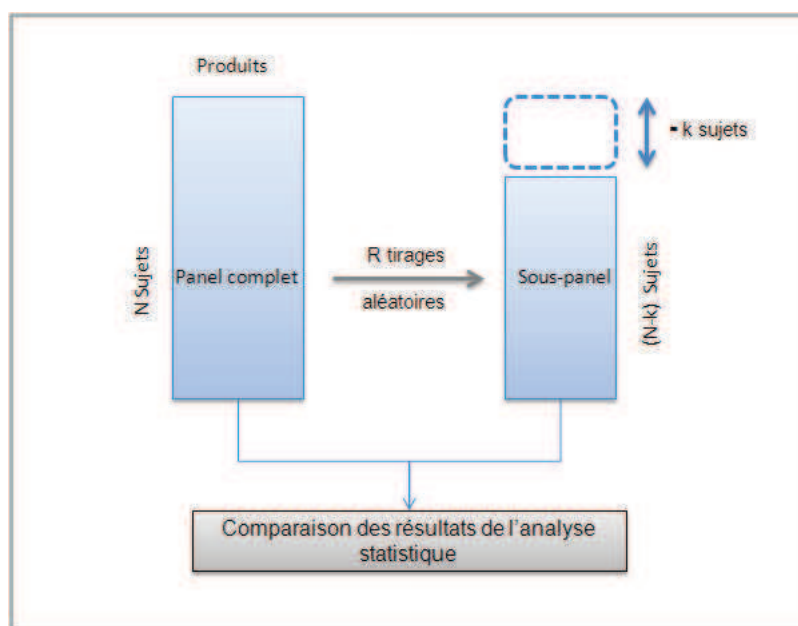 Produits
- k sujets
N Sujets
Panel complet
R tirages
aléatoires
Sous-panel
(N-k) Sujets
Comparaison des résultats de l'analyse
statistique